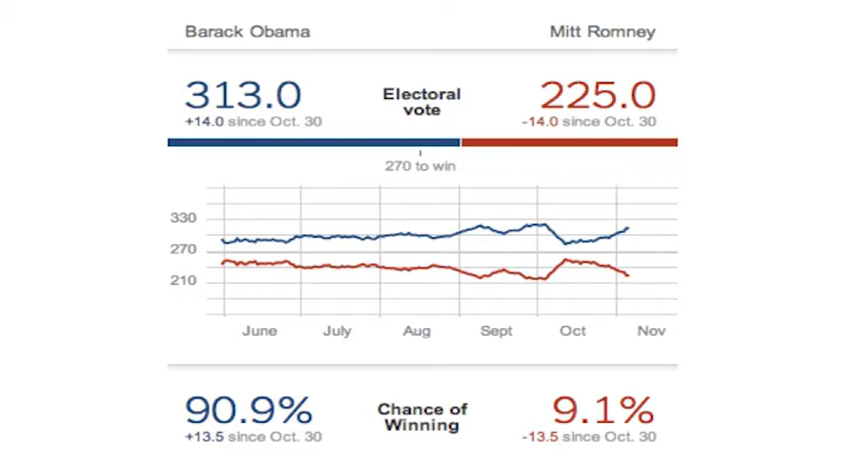 Barack Obama Mitt Romney
313.0 Electoral vote 225.0
+14.0 since Oct. 30 -14.0 since Oct. 30
270 to win
330
270
210
June July Aug Sept Oct Nov
90.9% Chance of Winning 9.1%
+13.5 since Oct. 30 -13.5 since Oct. 30